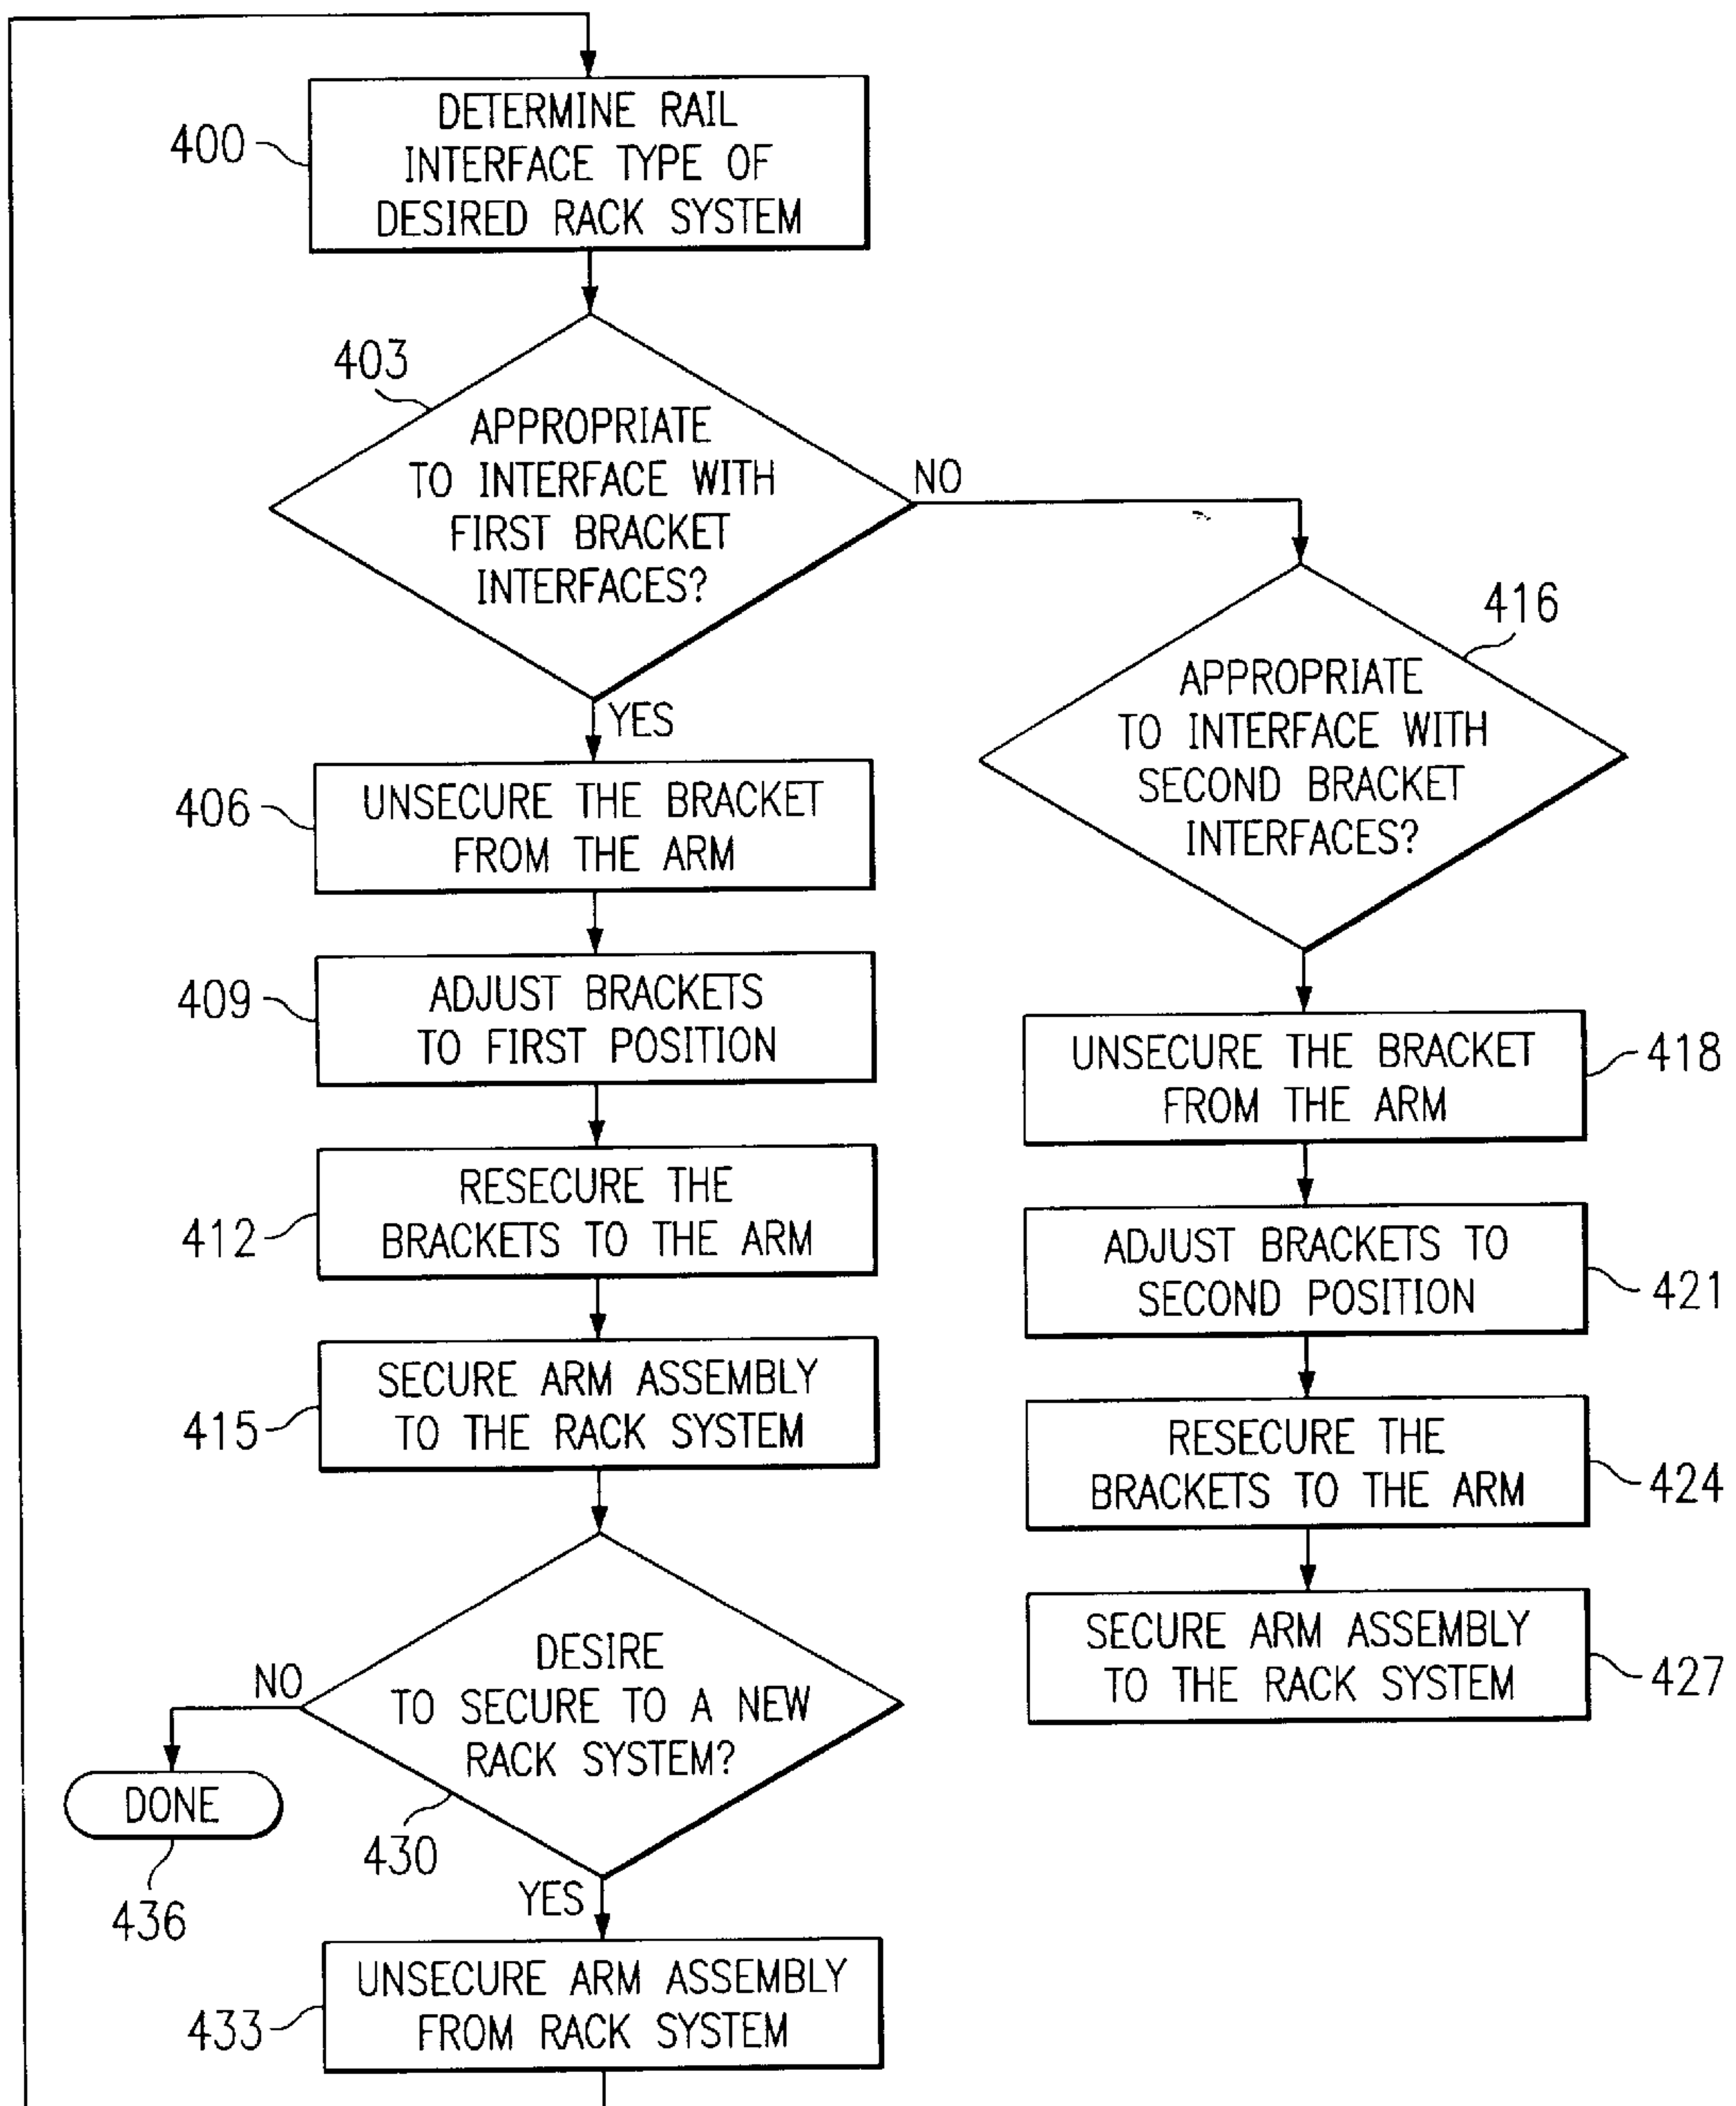 400
DETERMINE RAIL
INTERFACE TYPE OF
DESIRED RACK SYSTEM
403
APPROPRIATE
TO INTERFACE WITH
FIRST BRACKET
INTERFACES?
NO
YES
406
UNSECURE THE BRACKET
FROM THE ARM
409
ADJUST BRACKETS
TO FIRST POSITION
412
RESECURE THE
BRACKETS TO THE ARM
415
SECURE ARM ASSEMBLY
TO THE RACK SYSTEM
416
APPROPRIATE
TO INTERFACE WITH
SECOND BRACKET
INTERFACES?
UNSECURE THE BRACKET
FROM THE ARM
418
ADJUST BRACKETS TO
SECOND POSITION
421
RESECURE THE
BRACKETS TO THE ARM
424
SECURE ARM ASSEMBLY
TO THE RACK SYSTEM
427
DESIRE
TO SECURE TO A NEW
RACK SYSTEM?
430
NO
DONE
436
YES
433
UNSECURE ARM ASSEMBLY
FROM RACK SYSTEM